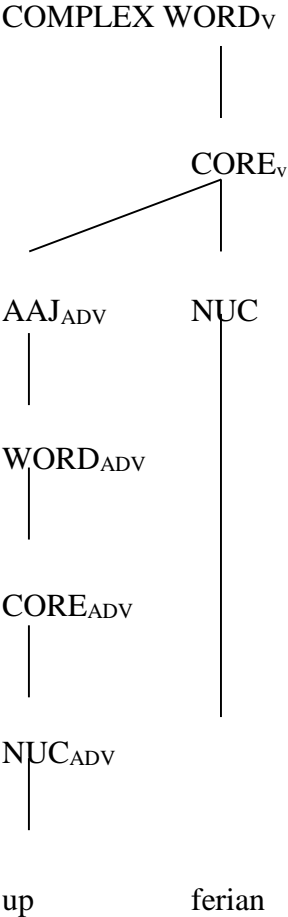 COMPLEX WORDV
COREv
AAJADV NUC
WORDADV
COREADV
NUCADV
up ferian